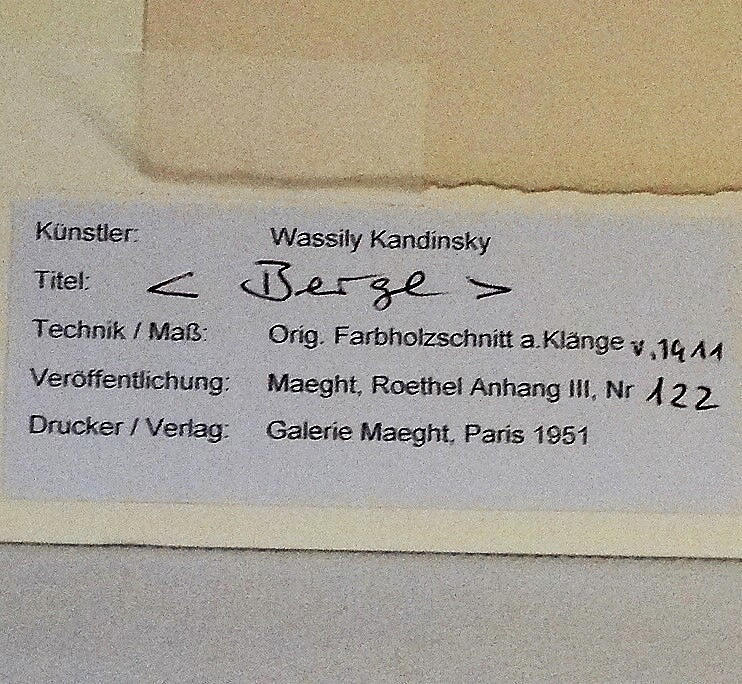 Künstler: Wassily Kandinsky
Titel: < Berge >
Technik / Maß: Orig. Farbholzschnitt a.Klänge v.1911
Veröffentlichung: Maeght, Roethel Anhang III, Nr 122
Drucker / Verlag: Galerie Maeght, Paris 1951